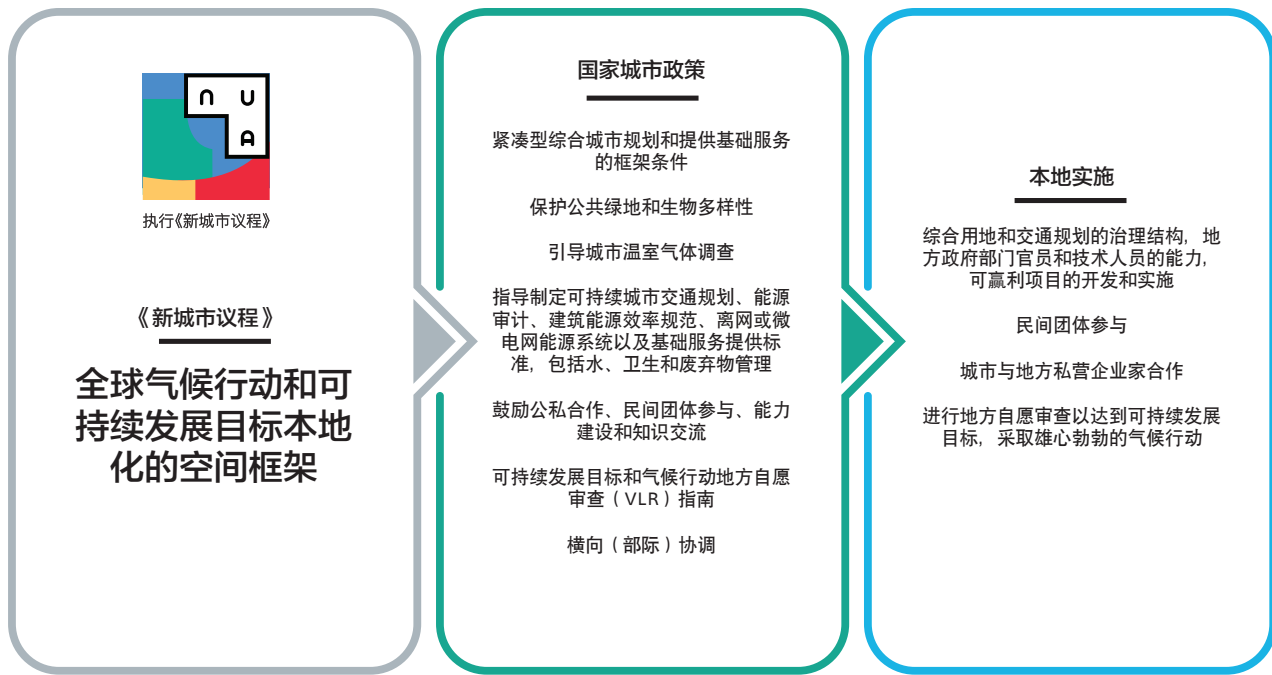 NU
A
执行《新城市议程》
《新城市议程》
全球气候行动和可
持续发展目标本地
化的空间框架
国家城市政策
紧凑型综合城市规划和提供基础服务
的框架条件
保护公共绿地和生物多样性
引导城市温室气体调查
指导制定可持续城市交通规划、能源
审计、建筑能源效率规范、离网或微
电网能源系统以及基础服务提供标
准，包括水、卫生和废弃物管理
鼓励公私合作、民间团体参与、能力
建设和知识交流
可持续发展目标和气候行动地方自愿
审查（VLR）指南
横向（部际）协调
本地实施
综合用地和交通规划的治理结构，地
方政府部门官员和技术人员的能力，
可赢利项目的开发和实施
民间团体参与
城市与地方私营企业家合作
进行地方自愿审查以达到可持续发展
目标，采取雄心勃勃的气候行动